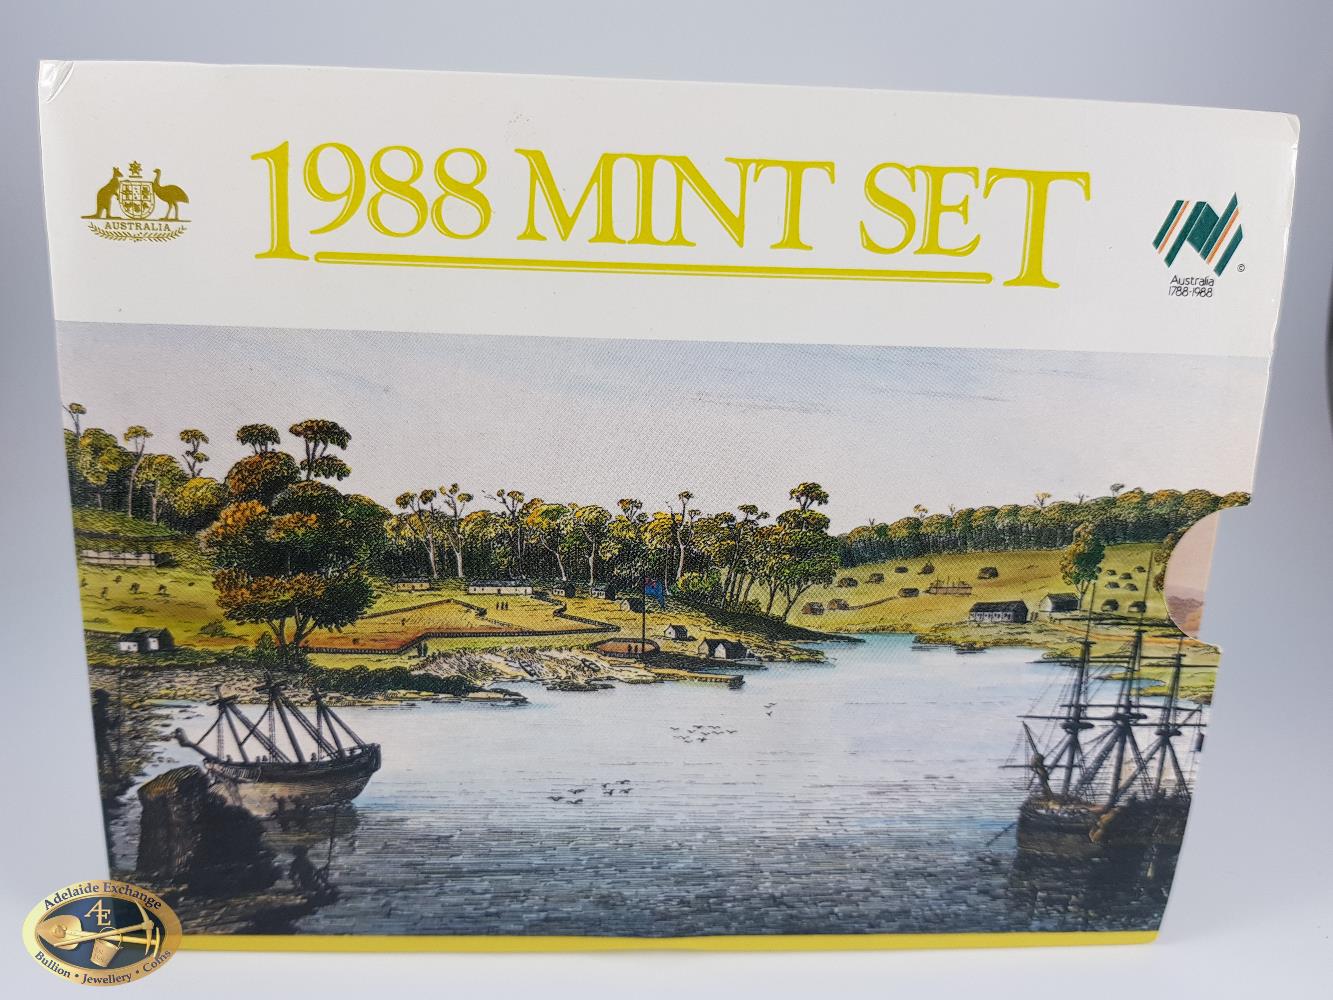 1988 MINT SET
AUSTRALIA
Australia
1788-1988
©
Adelaide Exchange
AE
Bullion • Jewellery • Coins